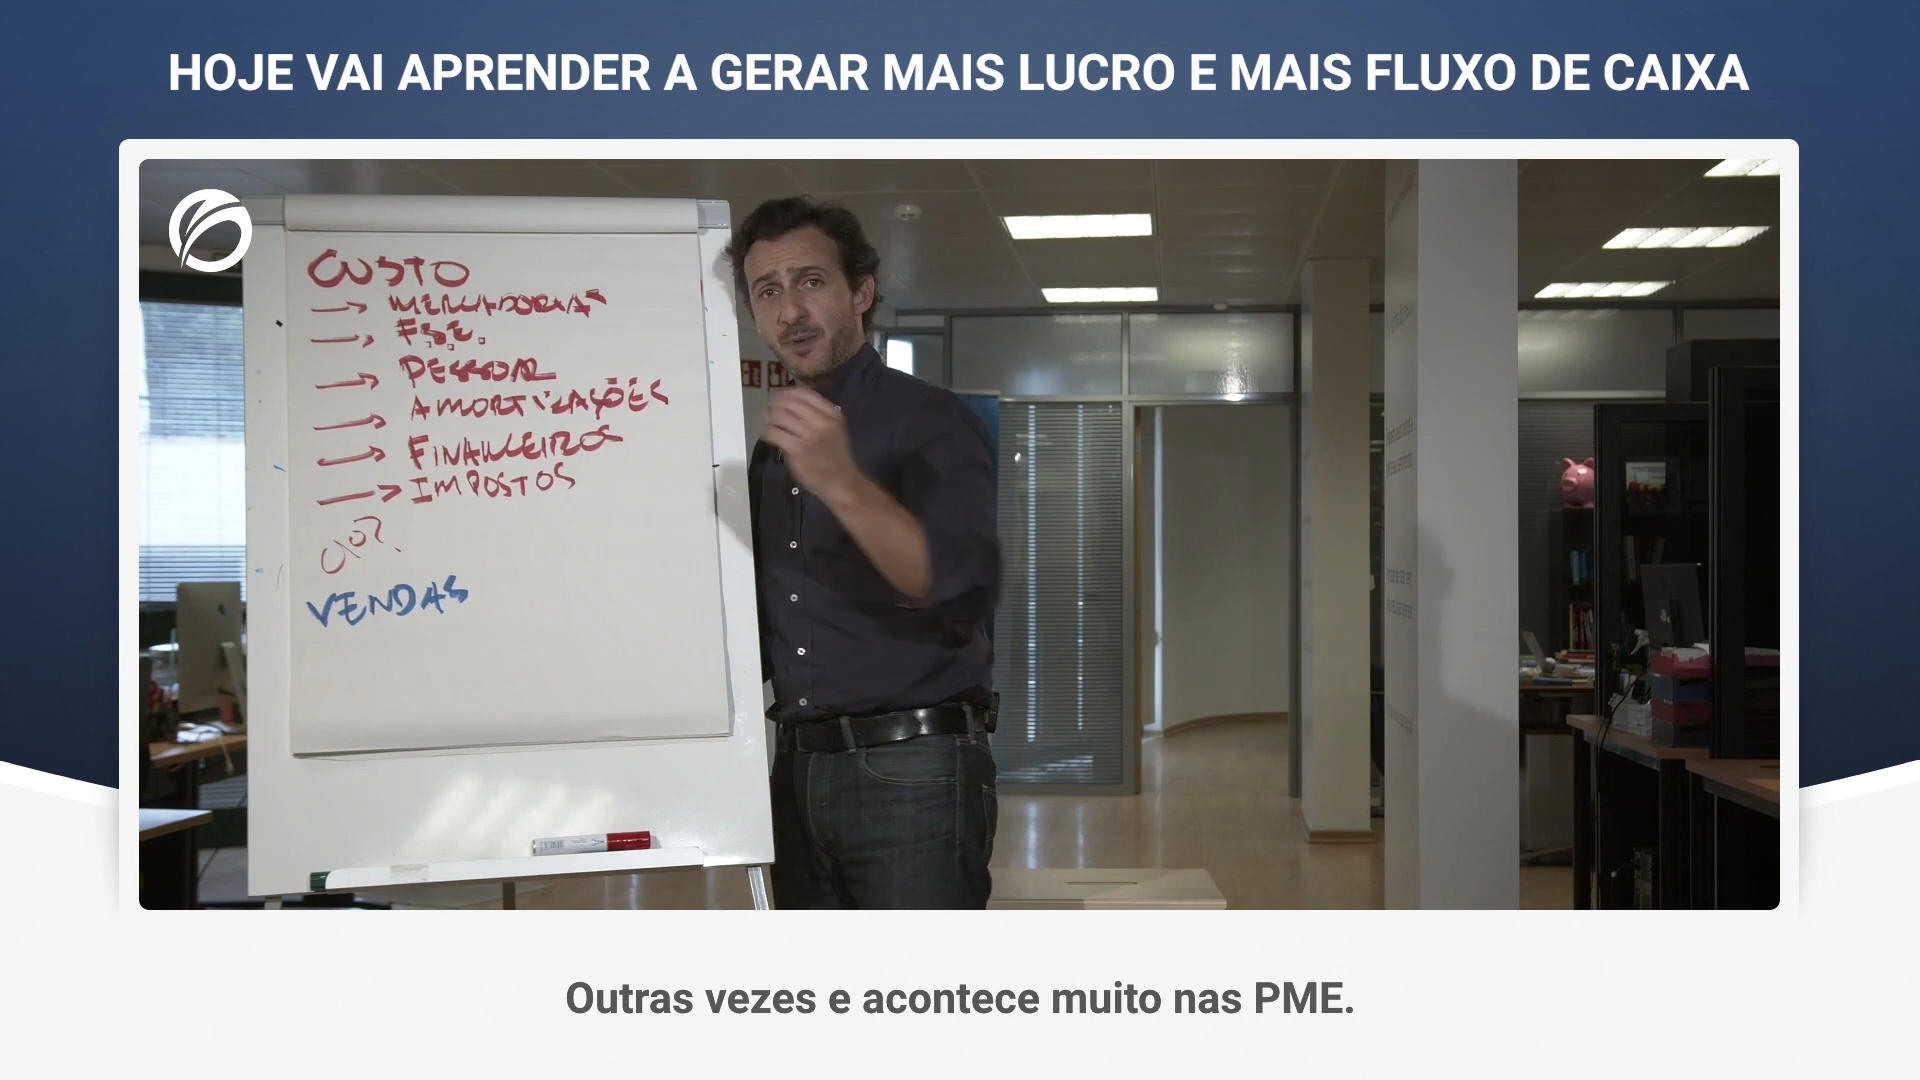 HOJE VAI APRENDER A GERAR MAIS LUCRO E MAIS FLUXO DE CAIXA
CUSTO
→ MERCADORIAS
→ F.S.E.
→ PESSOAL
→ AMORTIZAÇÕES
→ FINANCEIROS
→ IMPOSTOS
VENDAS
Outras vezes e acontece muito nas PME.